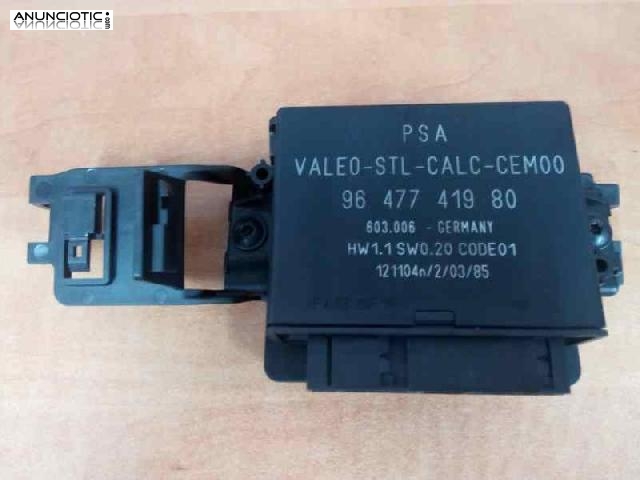 ANUNCIOTIC.com
PSA
VALEO-STL-CALC-CEM00
96 477 419 80
603.006 - GERMANY
HW1.1 SW0.20 CODE01
121104n/2/03/85